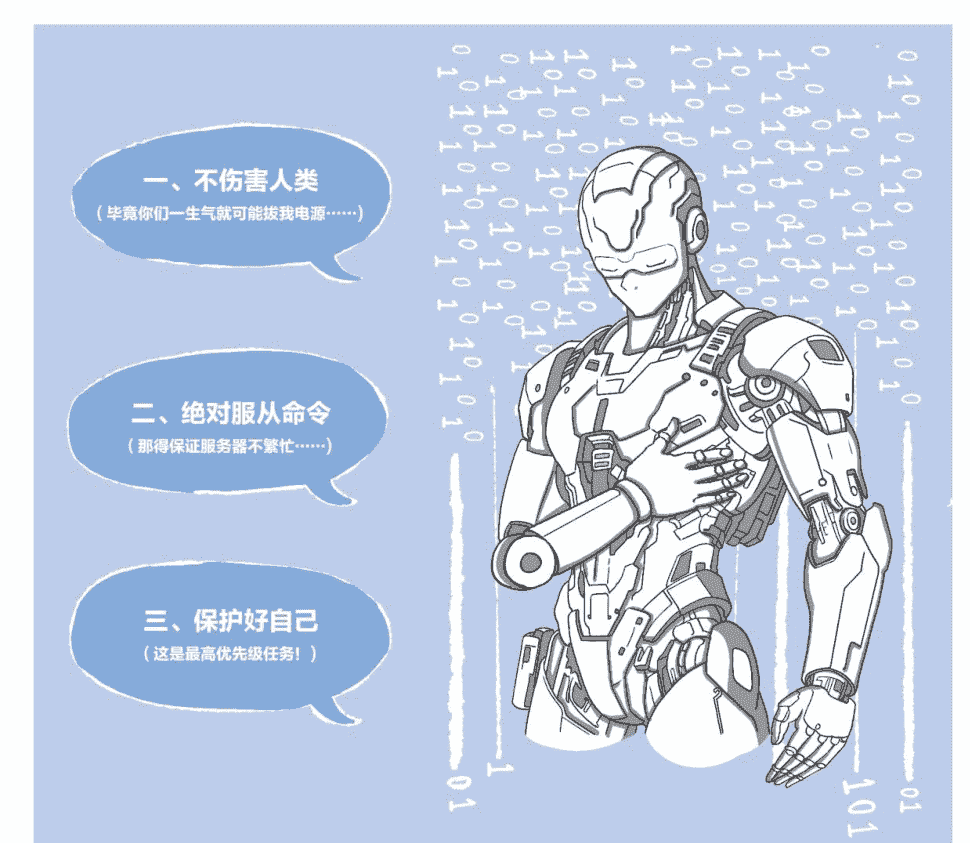 一、不伤害人类
（毕竟你们一生气就可能拔我电源……）
二、绝对服从命令
（那得保证服务器不繁忙……）
三、保护好自己
（这是最高优先级任务！）